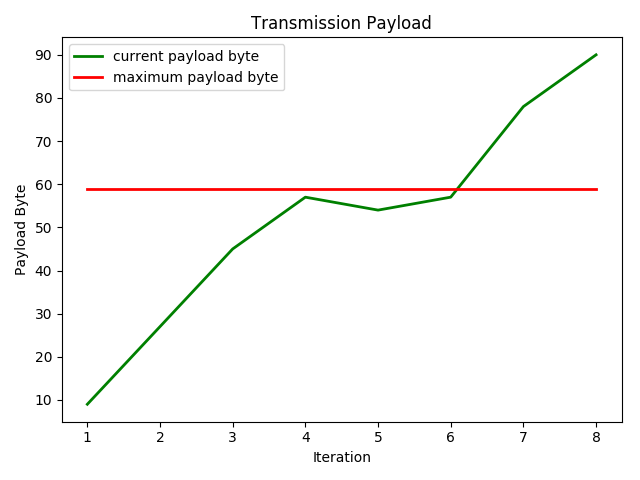 Transmission Payload
current payload byte
maximum payload byte
Payload Byte
90
80
70
60
50
40
30
20
10
1 2 3 4 5 6 7 8
Iteration